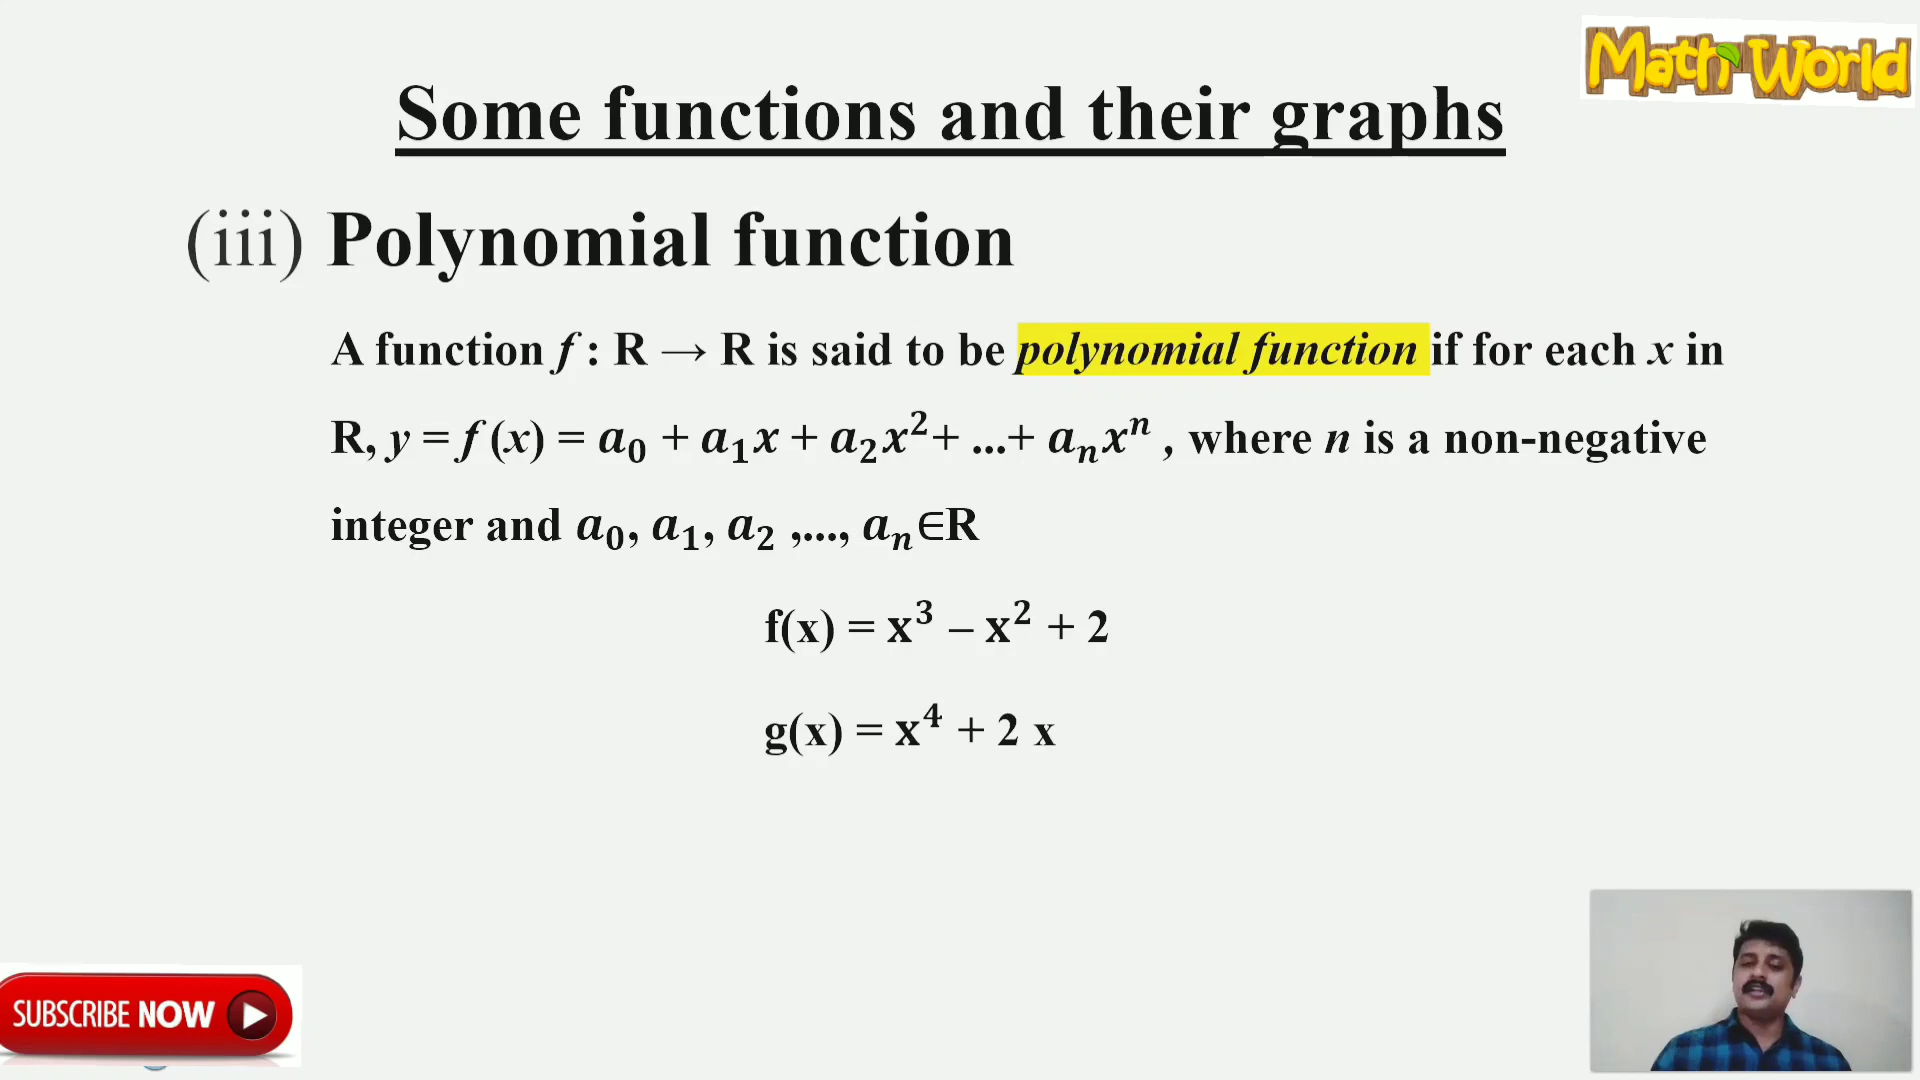 Math World
Some functions and their graphs
(iii) Polynomial function
A function f : R → R is said to be polynomial function if for each x in
R, y = f (x) = a₀ + a₁x + a₂x²+ ...+ aₙxⁿ , where n is a non-negative
integer and a₀, a₁, a₂ ,..., aₙ∈R
f(x) = x³ – x² + 2
g(x) = x⁴ + 2 x
SUBSCRIBE NOW